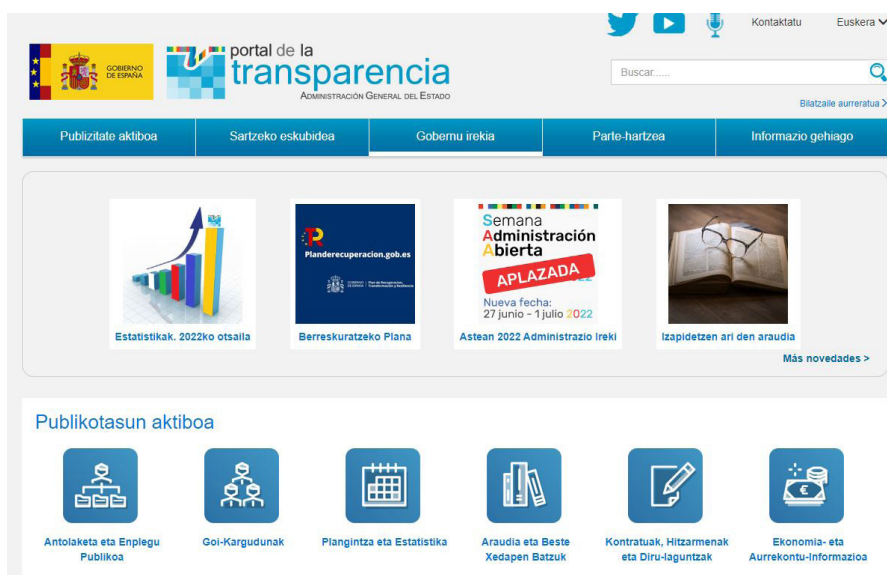 Kontaktatu
Euskera
GOBIERNO
DE ESPAÑA
portal de la
transparencia
ADMINISTRACIÓN GENERAL DEL ESTADO
Buscar......
Bilatzaile aurreratua >
Publizitate aktiboa
Sartzeko eskubidea
Gobernu irekia
Parte-hartzea
Informazio gehiago
Planderecuperacion.gob.es
Semana
Administración
Abierta
APLAZADA
2022
Nueva fecha:
27 junio - 1 julio 2022
Estatistikak. 2022ko otsaila
Berreskuratzeko Plana
Astean 2022 Administrazio Ireki
Izapidetzen ari den araudia
Más novedades >
Publikotasun aktiboa
Antolaketa eta Enplegu
Publikoa
Goi-Kargudunak
Plangintza eta Estatistika
Araudia eta Beste
Xedapen Batzuk
Kontratuak, Hitzarmenak
eta Diru-laguntzak
Ekonomia- eta
Aurrekontu-Informazioa